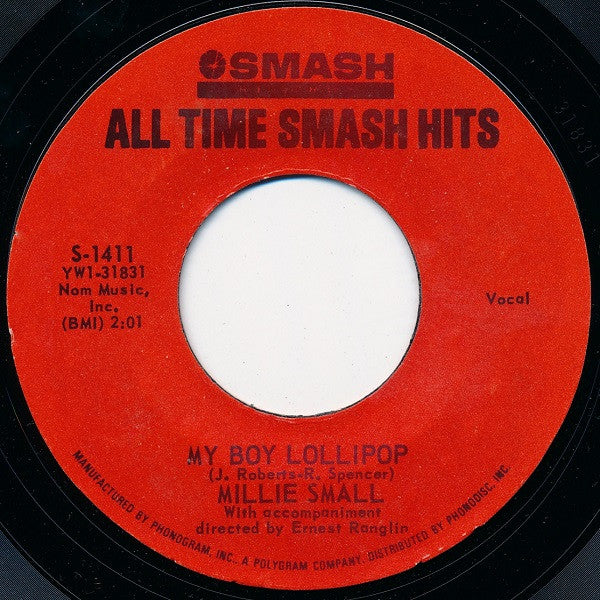 SMASH
ALL TIME SMASH HITS
S-1411
YW1-31831
Nom Music,
Inc.
(BMI) 2:01
Vocal
MY BOY LOLLIPOP
(J. Roberts-R. Spencer)
MILLIE SMALL
With accompaniment
directed by Ernest Ranglin
MANUFACTURED BY PHONOGRAM, INC., A POLYGRAM COMPANY. DISTRIBUTED BY PHONODISC, INC.
31831